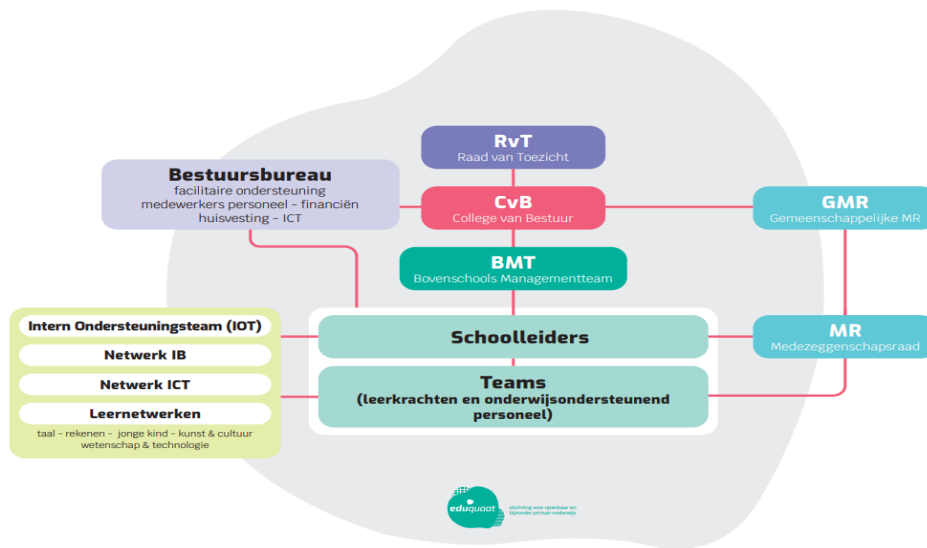 RvT
Raad van Toezicht
Bestuursbureau
facilitaire ondersteuning
medewerkers personeel – financiën
huisvesting – ICT
CvB
College van Bestuur
GMR
Gemeenschappelijke MR
BMT
Bovenschools Managementteam
Intern Ondersteuningsteam (IOT)
Netwerk IB
Netwerk ICT
Leernetwerken
taal – rekenen – jonge kind – kunst & cultuur
wetenschap & technologie
Schoolleiders
MR
Medezeggenschapsraad
Teams
(leerkrachten en onderwijsondersteunend
personeel)
eduquaat
stichting voor openbaar en
bijzonder primair onderwijs